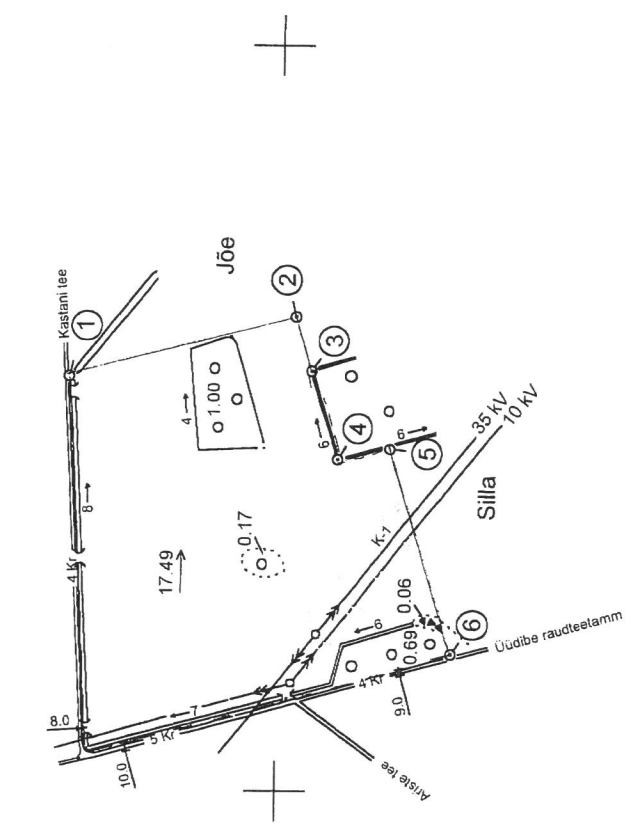 Kastani tee
1
Jõe
2
3
4
5
6
4→
1.00
8→
4 Kr
17.49
0.17
6→
6→
35 kV
10 kV
Silla
K-1
0.06
0.69
6→
Üüdibe raudteetamm
4 Kr
9.0
7
8.0
5 Kr
10.0
Ariste tee